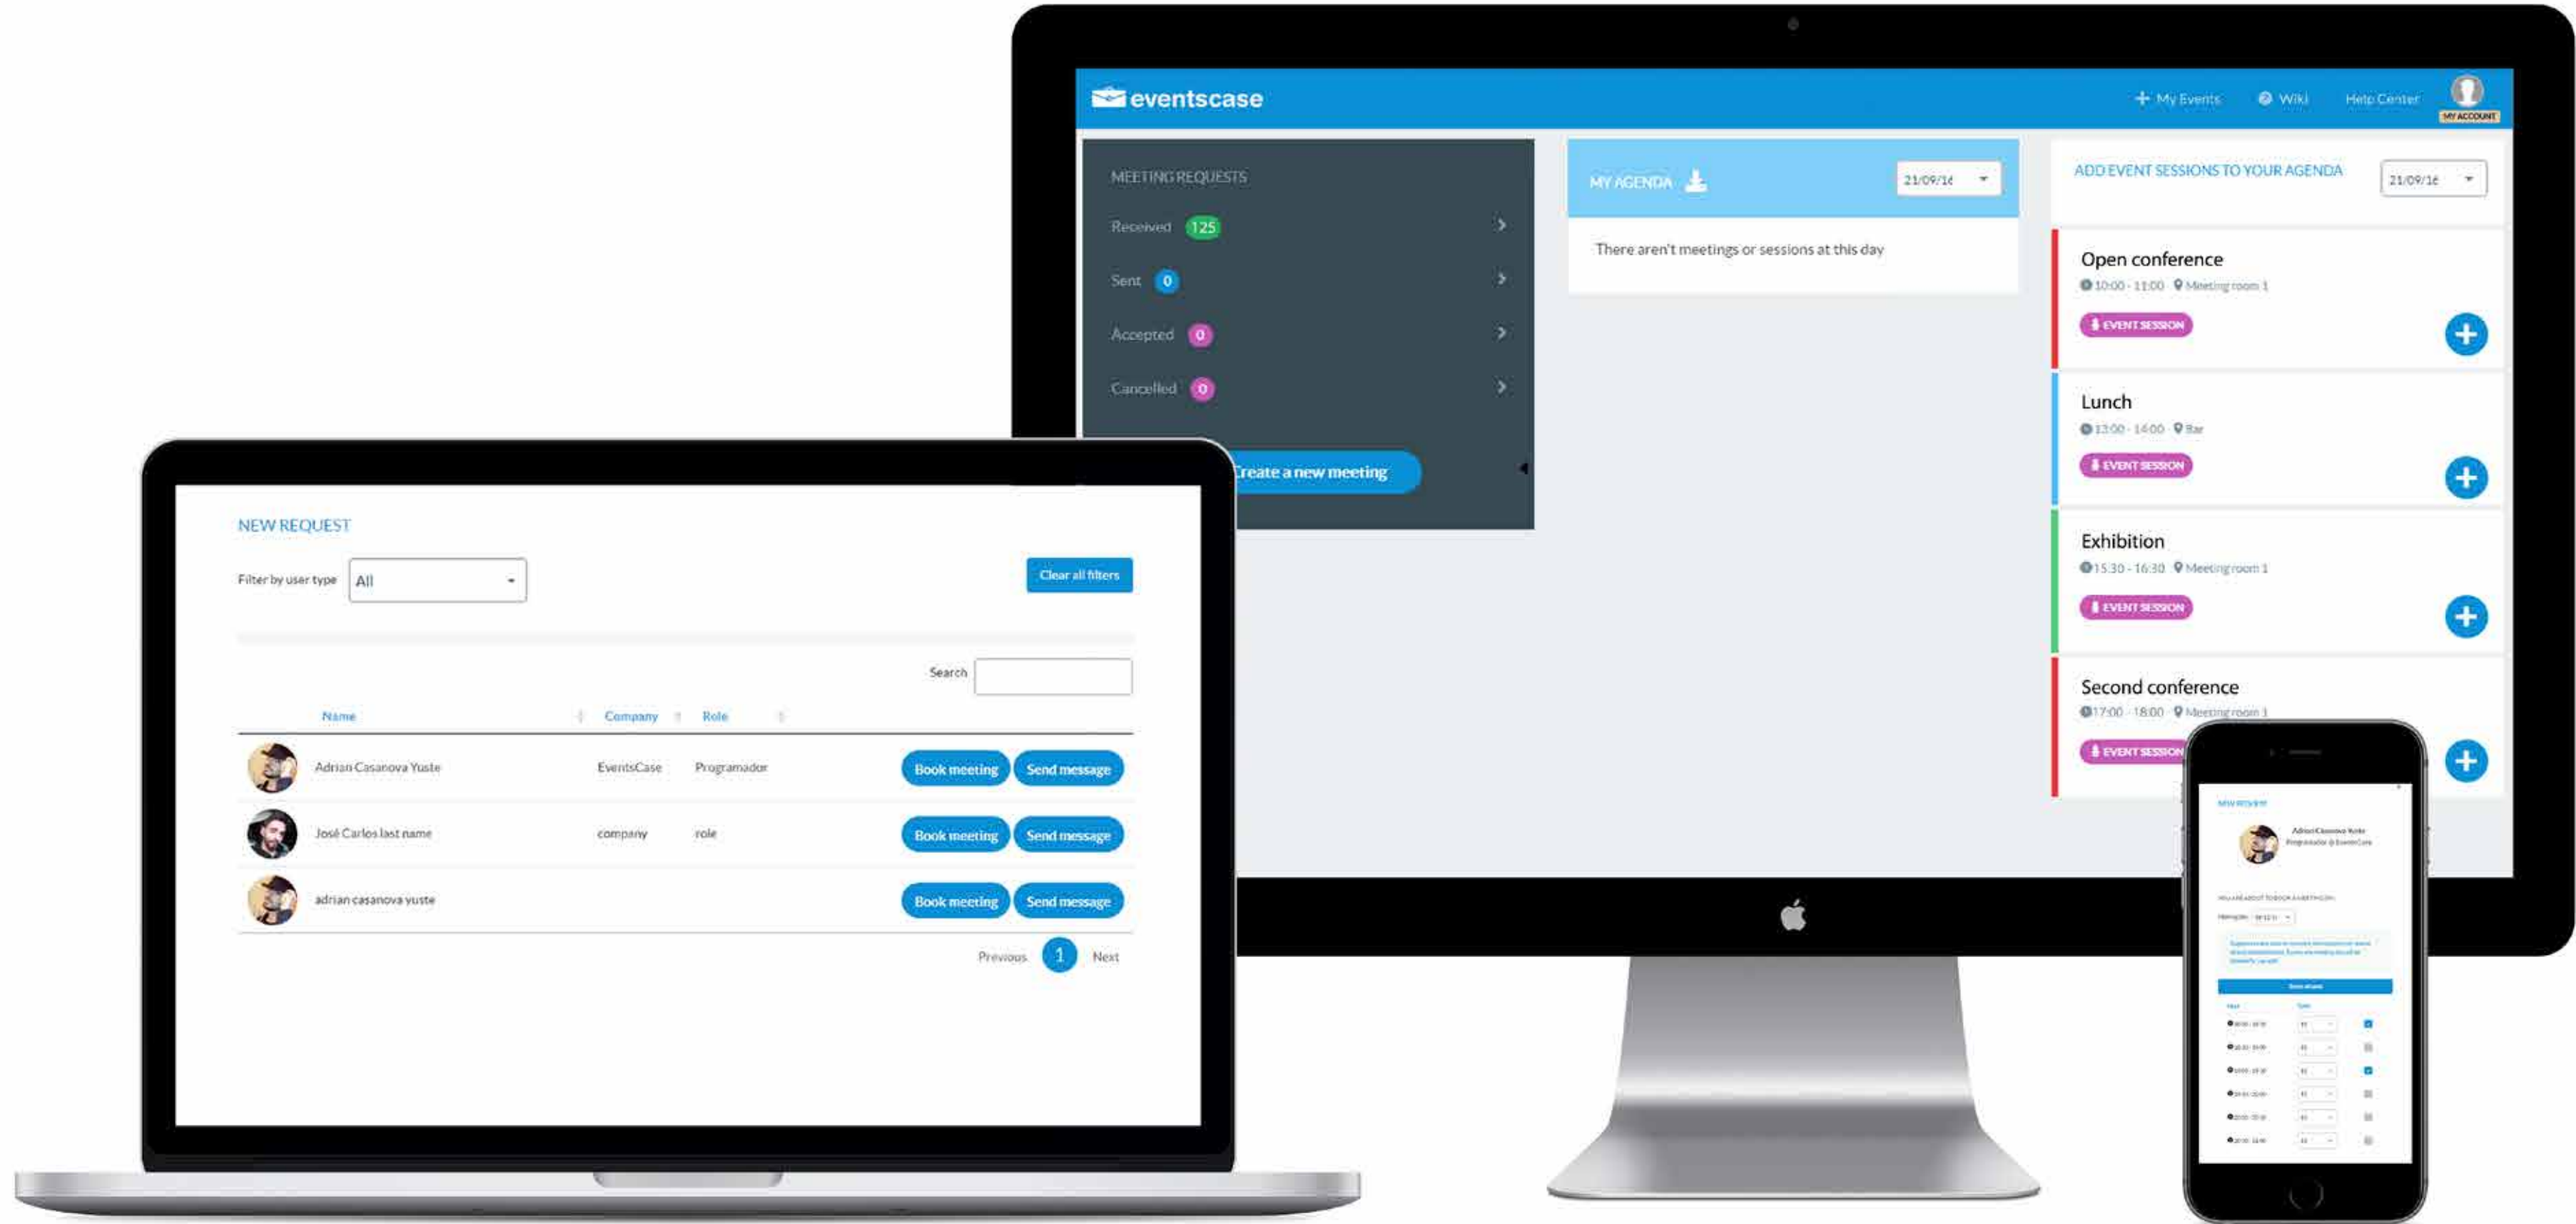 eventscase
My Events
Wiki
Help Center
MY ACCOUNT
MEETING REQUESTS
Received 125
Sent 0
Accepted 0
Cancelled 0
Create a new meeting
MY AGENDA
21/09/16
There aren't meetings or sessions at this day
ADD EVENT SESSIONS TO YOUR AGENDA
21/09/16
Open conference
10:00 - 11:00 Meeting room 1
EVENT SESSION
Lunch
13:00 - 14:00 - Bar
EVENT SESSION
Exhibition
15:30 - 16:30 Meeting room 1
EVENT SESSION
Second conference
17:00 - 18:00 Meeting room 1
EVENT SESSION
NEW REQUEST
Filter by user type All
Clear all filters
Search
Name Company Role
Adrian Casanova Yuste EventsCase Programador Book meeting Send message
José Carlos last name company role Book meeting Send message
adrian casanova yuste Book meeting Send message
Previous 1 Next
Adrian Casanova Yuste
Programador @ EventsCase